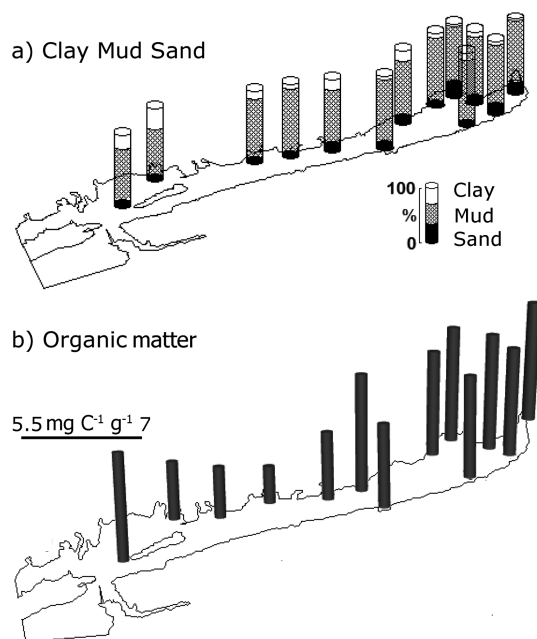 a) Clay Mud Sand
100
%
0
Clay
Mud
Sand
b) Organic matter
5.5 mg C⁻¹ g⁻¹ 7